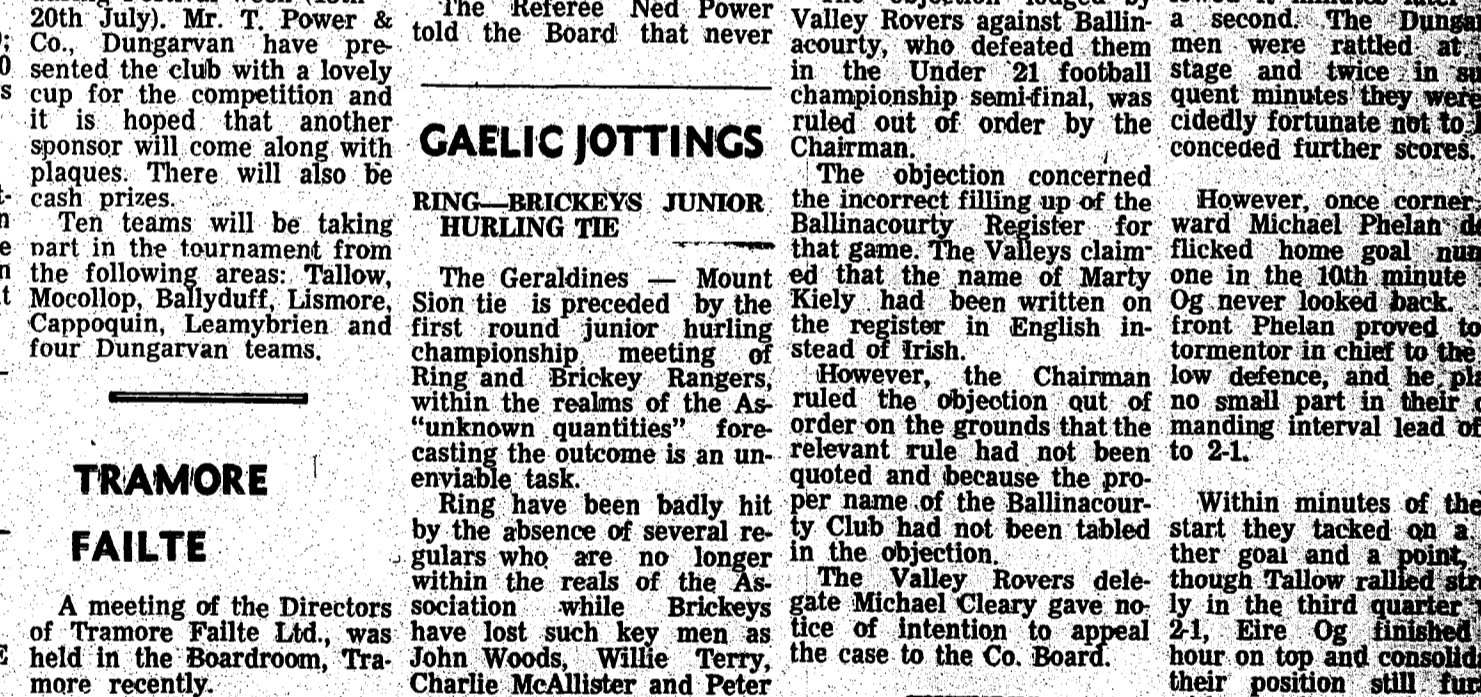 20th July). Mr. T. Power &
Co., Dungarvan have pre-
sented the club with a lovely
cup for the competition and
it is hoped that another
sponsor will come along with
plaques. There will also be
cash prizes.
Ten teams will be taking
part in the tournament from
the following areas: Tallow,
Mocollop, Ballyduff, Lismore,
Cappoquin, Leamybrien and
four Dungarvan teams.
TRAMORE
FAILTE
A meeting of the Directors
of Tramore Failte Ltd., was
held in the Boardroom, Tra-
more recently.
The Referee Ned Power
told the Board that never
GAELIC JOTTINGS
RING—BRICKEYS JUNIOR
HURLING TIE
The Geraldines — Mount
Sion tie is preceded by the
first round junior hurling
championship meeting of
Ring and Brickey Rangers,
within the realms of the As-
"unknown quantities" fore-
casting the outcome is an un-
enviable task.
Ring have been badly hit
by the absence of several re-
gulars who are no longer
within the reals of the As-
sociation while Brickeys
have lost such key men as
John Woods, Willie Terry,
Charlie McAllister and Peter
Valley Rovers against Ballin-
acourty, who defeated them
in the Under 21 football
championship semi-final, was
ruled out of order by the
Chairman.
The objection concerned
the incorrect filling up of the
Ballinacourty Register for
that game. The Valleys claim-
ed that the name of Marty
Kiely had been written on
the register in English in-
stead of Irish.
However, the Chairman
ruled the objection out of
order on the grounds that the
relevant rule had not been
quoted and because the pro-
per name of the Ballinacour-
ty Club had not been tabled
in the objection.
The Valley Rovers dele-
gate Michael Cleary gave no-
tice of intention to appeal
the case to the Co. Board.
a second. The
men were rattled at
stage and twice in
quent minutes they were
cidedly fortunate not to
conceded further scores.
However, once corner
ward Michael Phelan
flicked home goal
one in the 10th minute
Og never looked back.
front Phelan proved to
tormentor in chief to the
low defence, and he
no small part in their
manding interval lead of
to 2-1.
Within minutes of the
start they tacked on a
ther goal and a point,
though Tallow rallied
ly in the third quarter
2-1, Eire Og finished
hour on top and
their position still